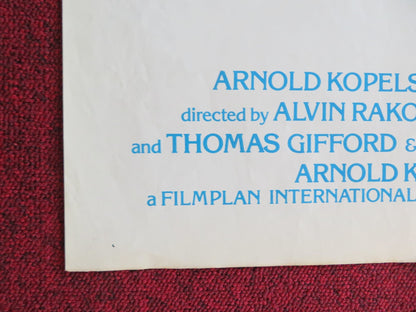 ARNOLD KOPELS
directed by ALVIN RAKO
and THOMAS GIFFORD &
ARNOLD K
a FILMPLAN INTERNATIONAL